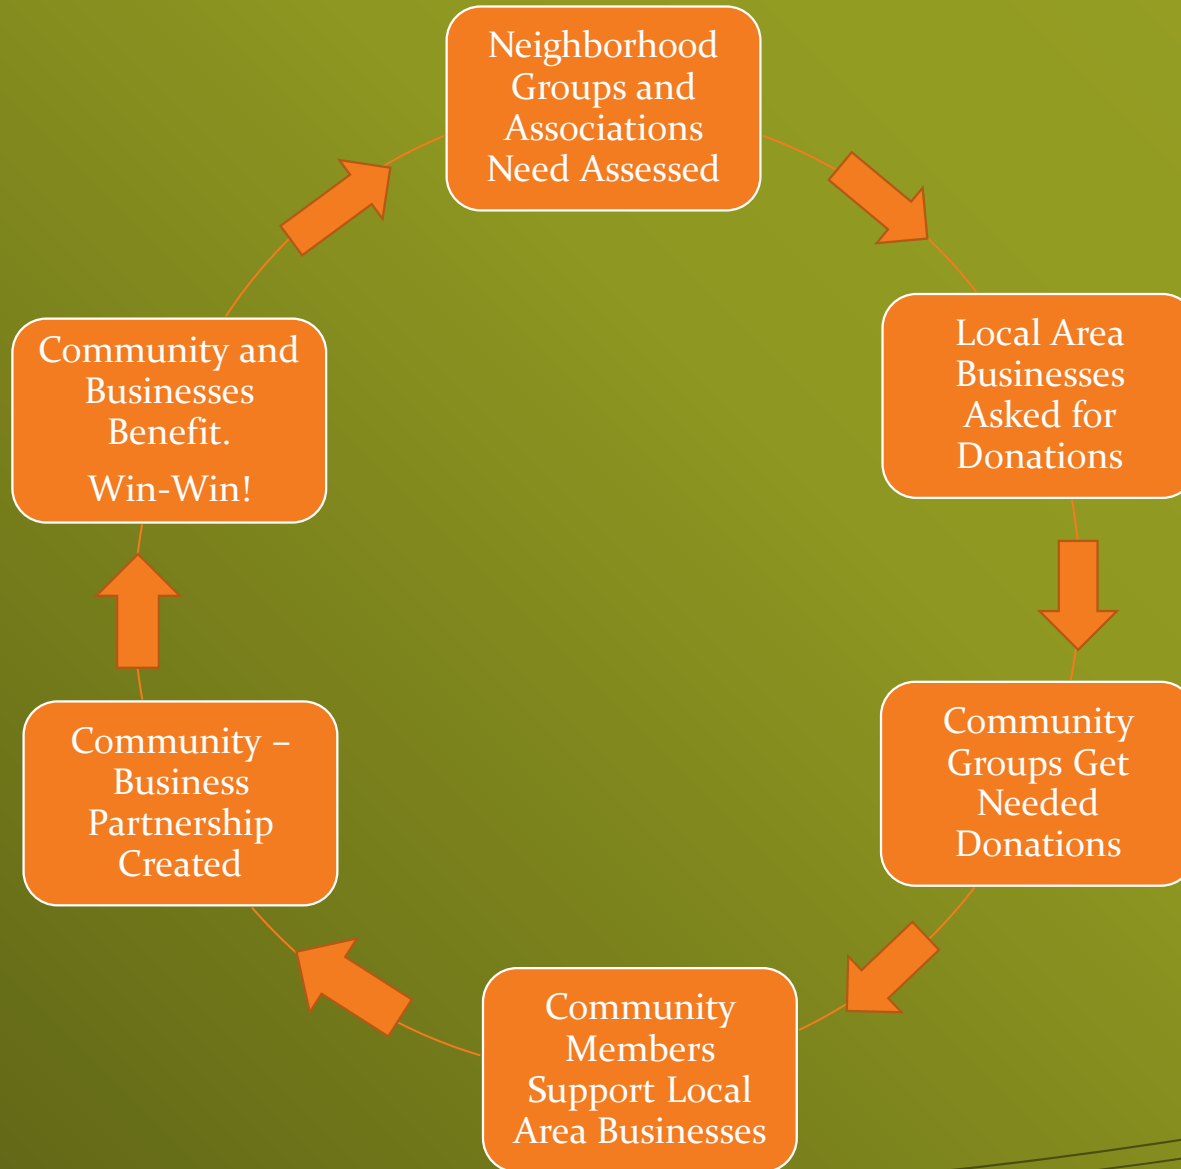 Neighborhood
Groups and
Associations
Need Assessed
Local Area
Businesses
Asked for
Donations
Community
Groups Get
Needed
Donations
Community
Members
Support Local
Area Businesses
Community –
Business
Partnership
Created
Community and
Businesses
Benefit.
Win-Win!